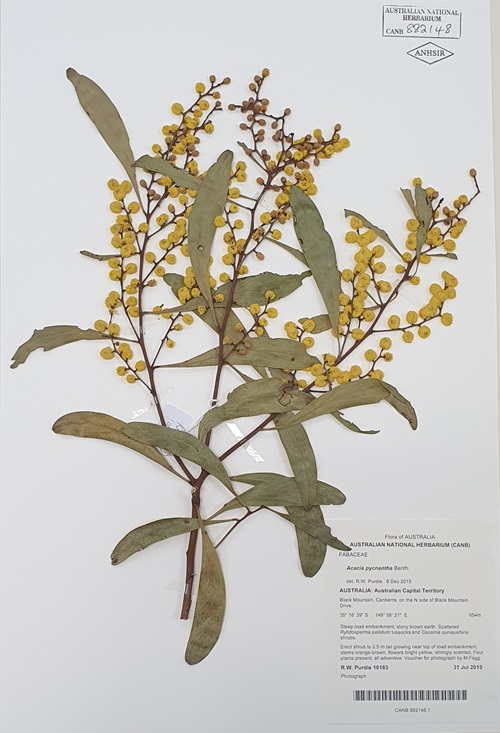 AUSTRALIAN NATIONAL
HERBARIUM
CANB 882148
ANHSIR
Flora of AUSTRALIA
AUSTRALIAN NATIONAL HERBARIUM (CANB)
FABACEAE
Acacia pycnantha Benth.
det. R.W. Purdie 9 Dec 2015
AUSTRALIA: Australian Capital Territory
Black Mountain, Canberra, on the N side of Black Mountain
Drive.
35° 16' 39" S 149° 06' 21" E 654m
Steep road embankment; stony brown earth. Scattered
Rytidosperma pallidum tussocks and Cassinia quinquefaria
shrubs.
Erect shrub to 2.5 m tall growing near top of road embankment,
stems orange-brown, flowers bright yellow, strongly scented. Four
plants present, all adventive. Voucher for photograph by M.Fagg.
R.W. Purdie 10183 31 Jul 2015
Photograph
CANB 882148.1